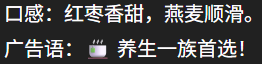 口感：红枣香甜，燕麦顺滑。
广告语：🍵 养生一族首选！